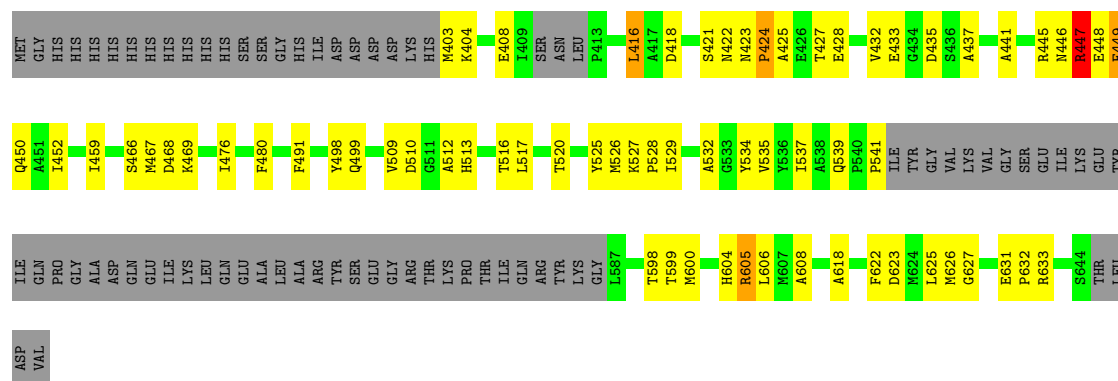 MET GLY HIS HIS HIS HIS HIS HIS HIS HIS HIS HIS SER SER GLY HIS ILE ASP ASP ASP ASP LYS HIS M403 K404 E408 I409 SER ASN LEU P413 L416 A417 D418 S421 N422 N423 P424 A425 E426 T427 E428 V432 E433 G434 D435 S436 A437 A441 R445 N446 R447 E448 E449
Q450 A451 I452 I459 S466 M467 D468 K469 I476 F480 F491 Y498 Q499 V509 D510 G511 A512 H513 T516 L517 T520 Y525 M526 K527 P528 I529 A532 G533 Y534 V535 Y536 I537 A538 Q539 P540 P541 ILE TYR GLY VAL LYS VAL GLY SER GLU ILE LYS GLU TYR
ILE GLN PRO GLY ALA ASP GLN GLU ILE LYS LEU GLN GLU ALA LEU ALA ARG TYR SER GLU GLY ARG THR LYS PRO THR ILE GLN ARG TYR LYS GLY L587 T598 T599 M600 H604 R605 L606 M607 A608 A618 F622 D623 M624 L625 M626 G627 E631 P632 R633 S644 THR LEU
ASP VAL